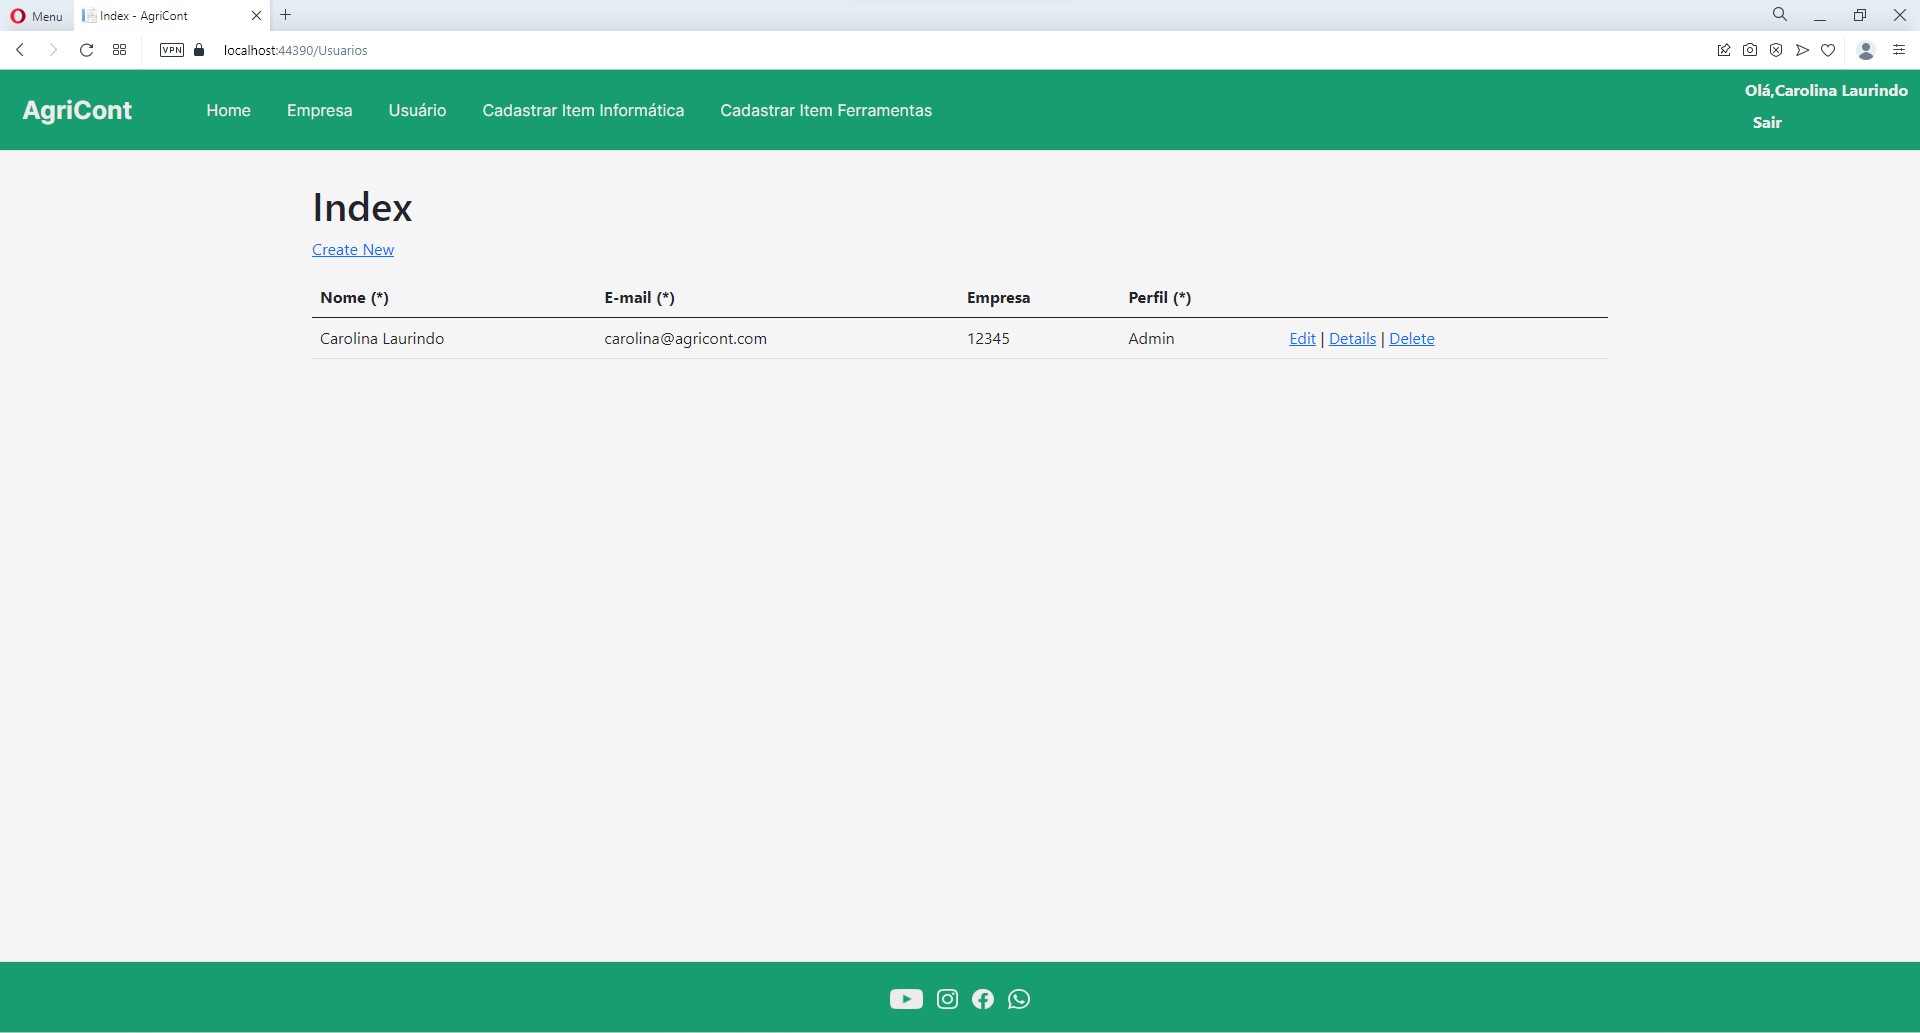 Menu
Index - AgriCont
VPN
localhost:44390/Usuarios
AgriCont
Home
Empresa
Usuário
Cadastrar Item Informática
Cadastrar Item Ferramentas
Olá,Carolina Laurindo
Sair
Index
Create New
Nome (*) E-mail (*) Empresa Perfil (*)
Carolina Laurindo carolina@agricont.com 12345 Admin Edit | Details | Delete